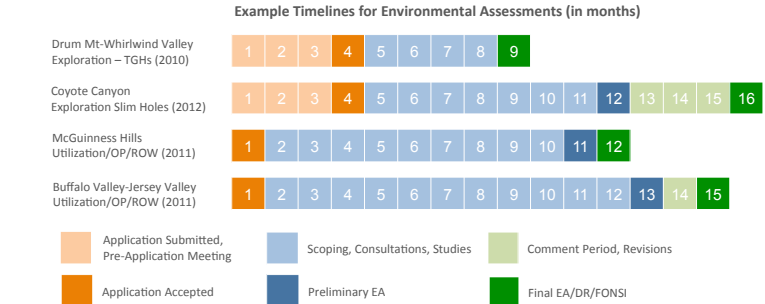 Example Timelines for Environmental Assessments (in months)
Drum Mt-Whirlwind Valley
Exploration – TGHs (2010)
1 2 3 4 5 6 7 8 9
Coyote Canyon
Exploration Slim Holes (2012)
1 2 3 4 5 6 7 8 9 10 11 12 13 14 15 16
McGuinness Hills
Utilization/OP/ROW (2011)
1 2 3 4 5 6 7 8 9 10 11 12
Buffalo Valley-Jersey Valley
Utilization/OP/ROW (2011)
1 2 3 4 5 6 7 8 9 10 11 12 13 14 15
Application Submitted,
Pre-Application Meeting
Scoping, Consultations, Studies
Comment Period, Revisions
Application Accepted
Preliminary EA
Final EA/DR/FONSI